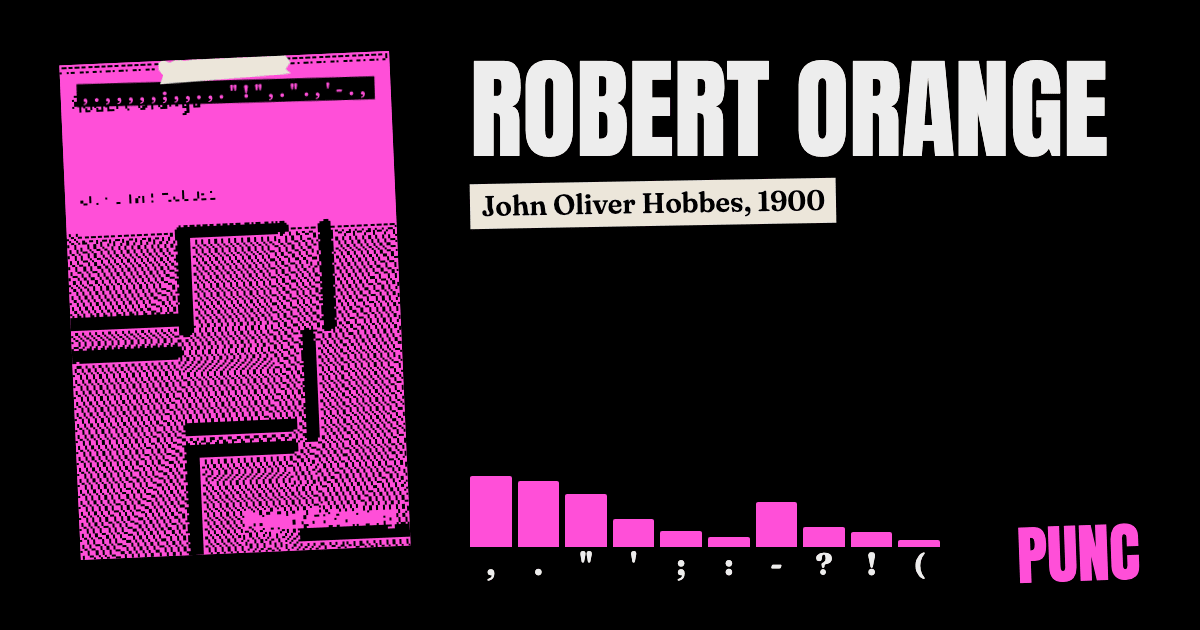 ,.,,,,,;,,.,."!",."..,'-.,
ROBERT ORANGE
John Oliver Hobbes, 1900
, . " ' ; : - ? ! (
PUNC